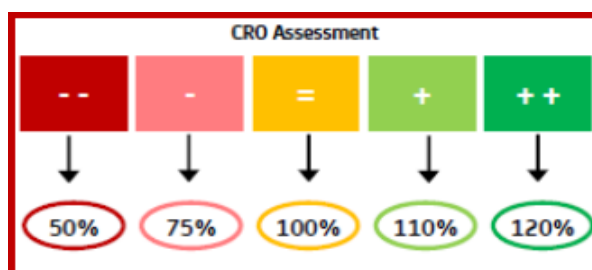 CRO Assessment
- - - = + + +
50% 75% 100% 110% 120%